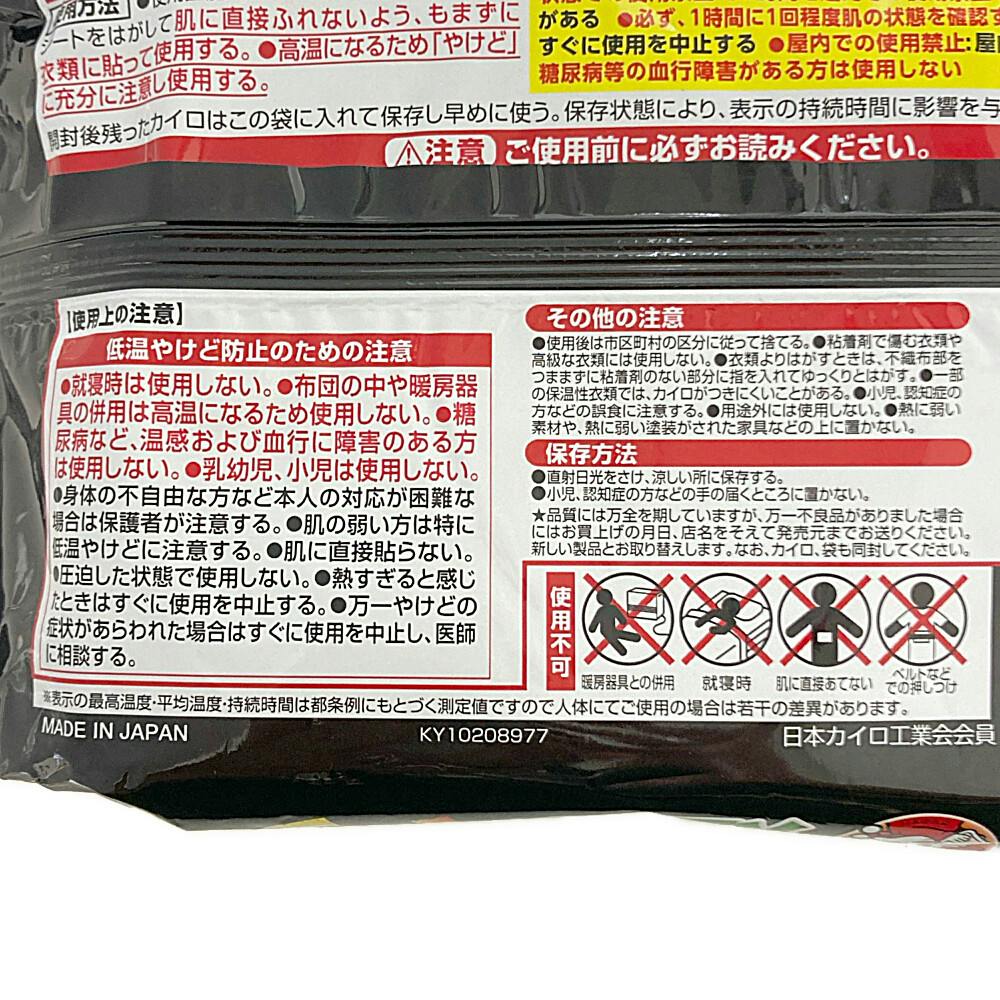 使用方法
シートをはがして肌に直接ふれないよう、もまずに
衣類に貼って使用する。●高温になるため「やけど」
に充分に注意し使用する。
がある ●必ず、1時間に1回程度肌の状態を確認
すぐに使用を中止する ●屋内での使用禁止:屋
糖尿病等の血行障害がある方は使用しない
開封後残ったカイロはこの袋に入れて保存し早めに使う。保存状態により、表示の持続時間に影響を与
注意 ご使用前に必ずお読みください。
【使用上の注意】
低温やけど防止のための注意
●就寝時は使用しない。●布団の中や暖房器
具の併用は高温になるため使用しない。●糖
尿病など、温感および血行に障害のある方
は使用しない。●乳幼児、小児は使用しない。
●身体の不自由な方など本人の対応が困難な
場合は保護者が注意する。●肌の弱い方は特に
低温やけどに注意する。●肌に直接貼らない。
●圧迫した状態で使用しない。●熱すぎると感じ
たときはすぐに使用を中止する。●万一やけどの
症状があらわれた場合はすぐに使用を中止し、医師
に相談する。
その他の注意
●使用後は市区町村の区分に従って捨てる。●粘着剤で傷む衣類や
高級な衣類には使用しない。●衣類よりはがすときは、不織布部を
つままずに粘着剤のない部分に指を入れてゆっくりとはがす。●一部
の保温性衣類では、カイロがつきにくいことがある。●小児、認知症の
方などの誤食に注意する。●用途外には使用しない。●熱に弱い
素材や、熱に弱い塗装がされた家具などの上に置かない。
保存方法
●直射日光をさけ、涼しい所に保存する。
●小児、認知症の方などの手の届くところに置かない。
★品質には万全を期していますが、万一不良品がありました場合
にはお買上げの月日、店名をそえて発売元までお送りください。
新しい製品とお取り替えします。なお、カイロ、袋も同封してください。
使用不可
暖房器具との併用
就寝時
肌に直接あてない
ベルトなど
での押しつけ
※表示の最高温度・平均温度・持続時間は都条例にもとづく測定値ですので人体にてご使用の場合は若干の差異があります。
MADE IN JAPAN
KY10208977
日本カイロ工業会会員